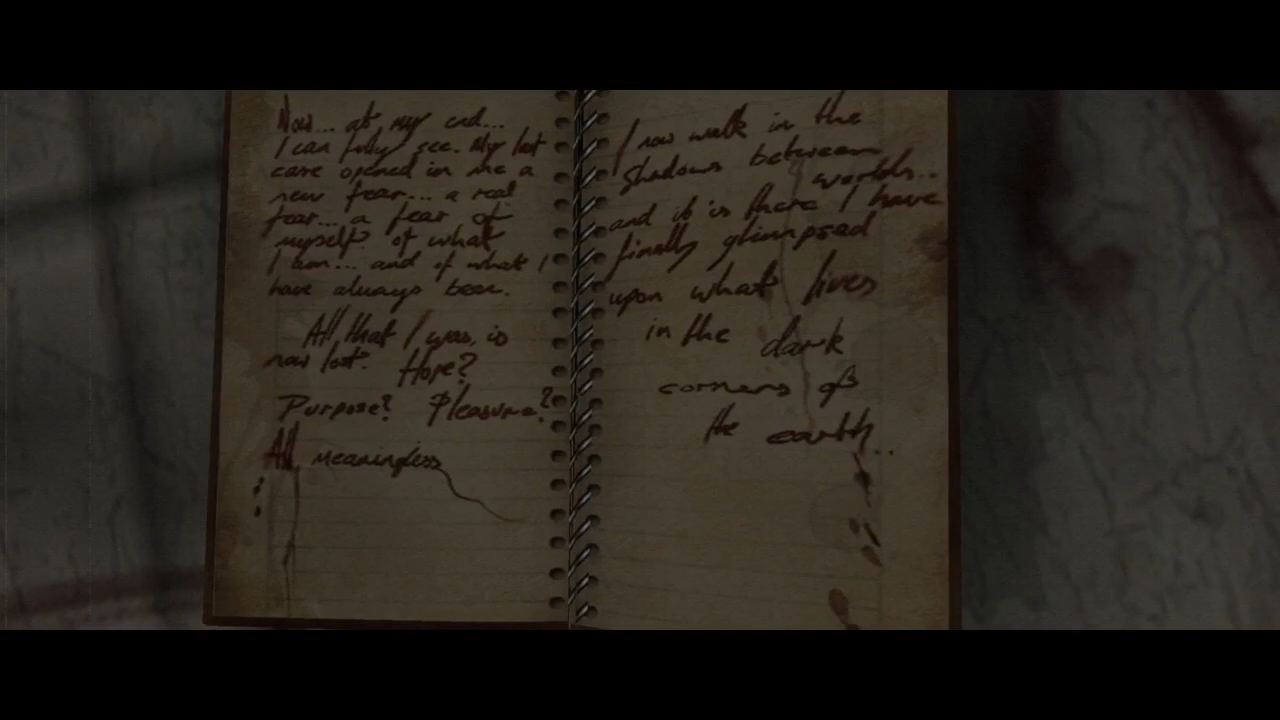 Now... at my end...
I can fully see. My last
case opened in me a
new fear... a real
fear... a fear of
myself of what
I am... and of what I
have always been.
All that I was, is
now lost. Hope?
Purpose? Pleasure?
All meaningless
I now walk in the
shadows between
worlds...
and it is there I have
finally glimpsed
upon what lives
in the dark
corners of
the earth...